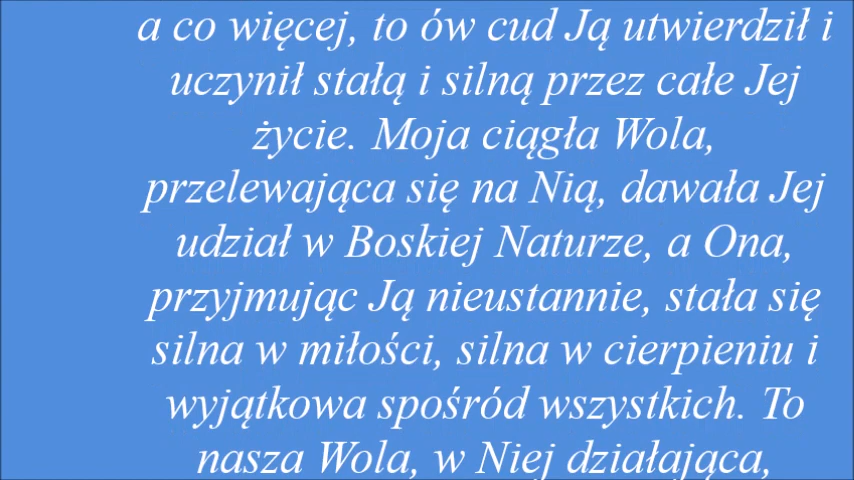 a co więcej, to ów cud Ją utwierdził i
uczynił stałą i silną przez całe Jej
życie. Moja ciągła Wola,
przelewająca się na Nią, dawała Jej
udział w Boskiej Naturze, a Ona,
przyjmując Ją nieustannie, stała się
silna w miłości, silna w cierpieniu i
wyjątkowa spośród wszystkich. To
nasza Wola, w Niej działająca,